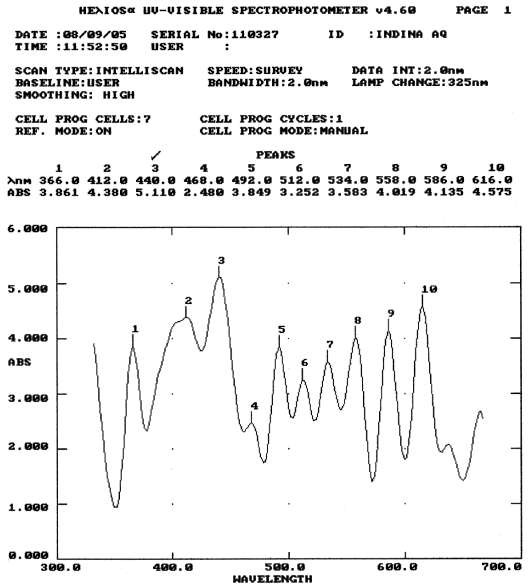 HEλIOSα UV-VISIBLE SPECTROPHOTOMETER v4.60 PAGE 1
DATE :08/09/05 SERIAL No:110327 ID :INDINA AQ
TIME :11:52:50 USER :
SCAN TYPE:INTELLISCAN SPEED:SURVEY DATA INT:2.0nm
BASELINE:USER BANDWIDTH:2.0nm LAMP CHANGE:325nm
SMOOTHING: HIGH
CELL PROG CELLS:7 CELL PROG CYCLES:1
REF. MODE:ON CELL PROG MODE:MANUAL
PEAKS
1 2 3 4 5 6 7 8 9 10
λnm 366.0 412.0 440.0 468.0 492.0 512.0 534.0 558.0 586.0 616.0
ABS 3.861 4.380 5.110 2.480 3.849 3.252 3.583 4.019 4.135 4.575
6.000
5.000
4.000
ABS
3.000
2.000
1.000
0.000
1 2 3 4 5 6 7 8 9 10
300.0 400.0 500.0 600.0 700.0
WAVELENGTH